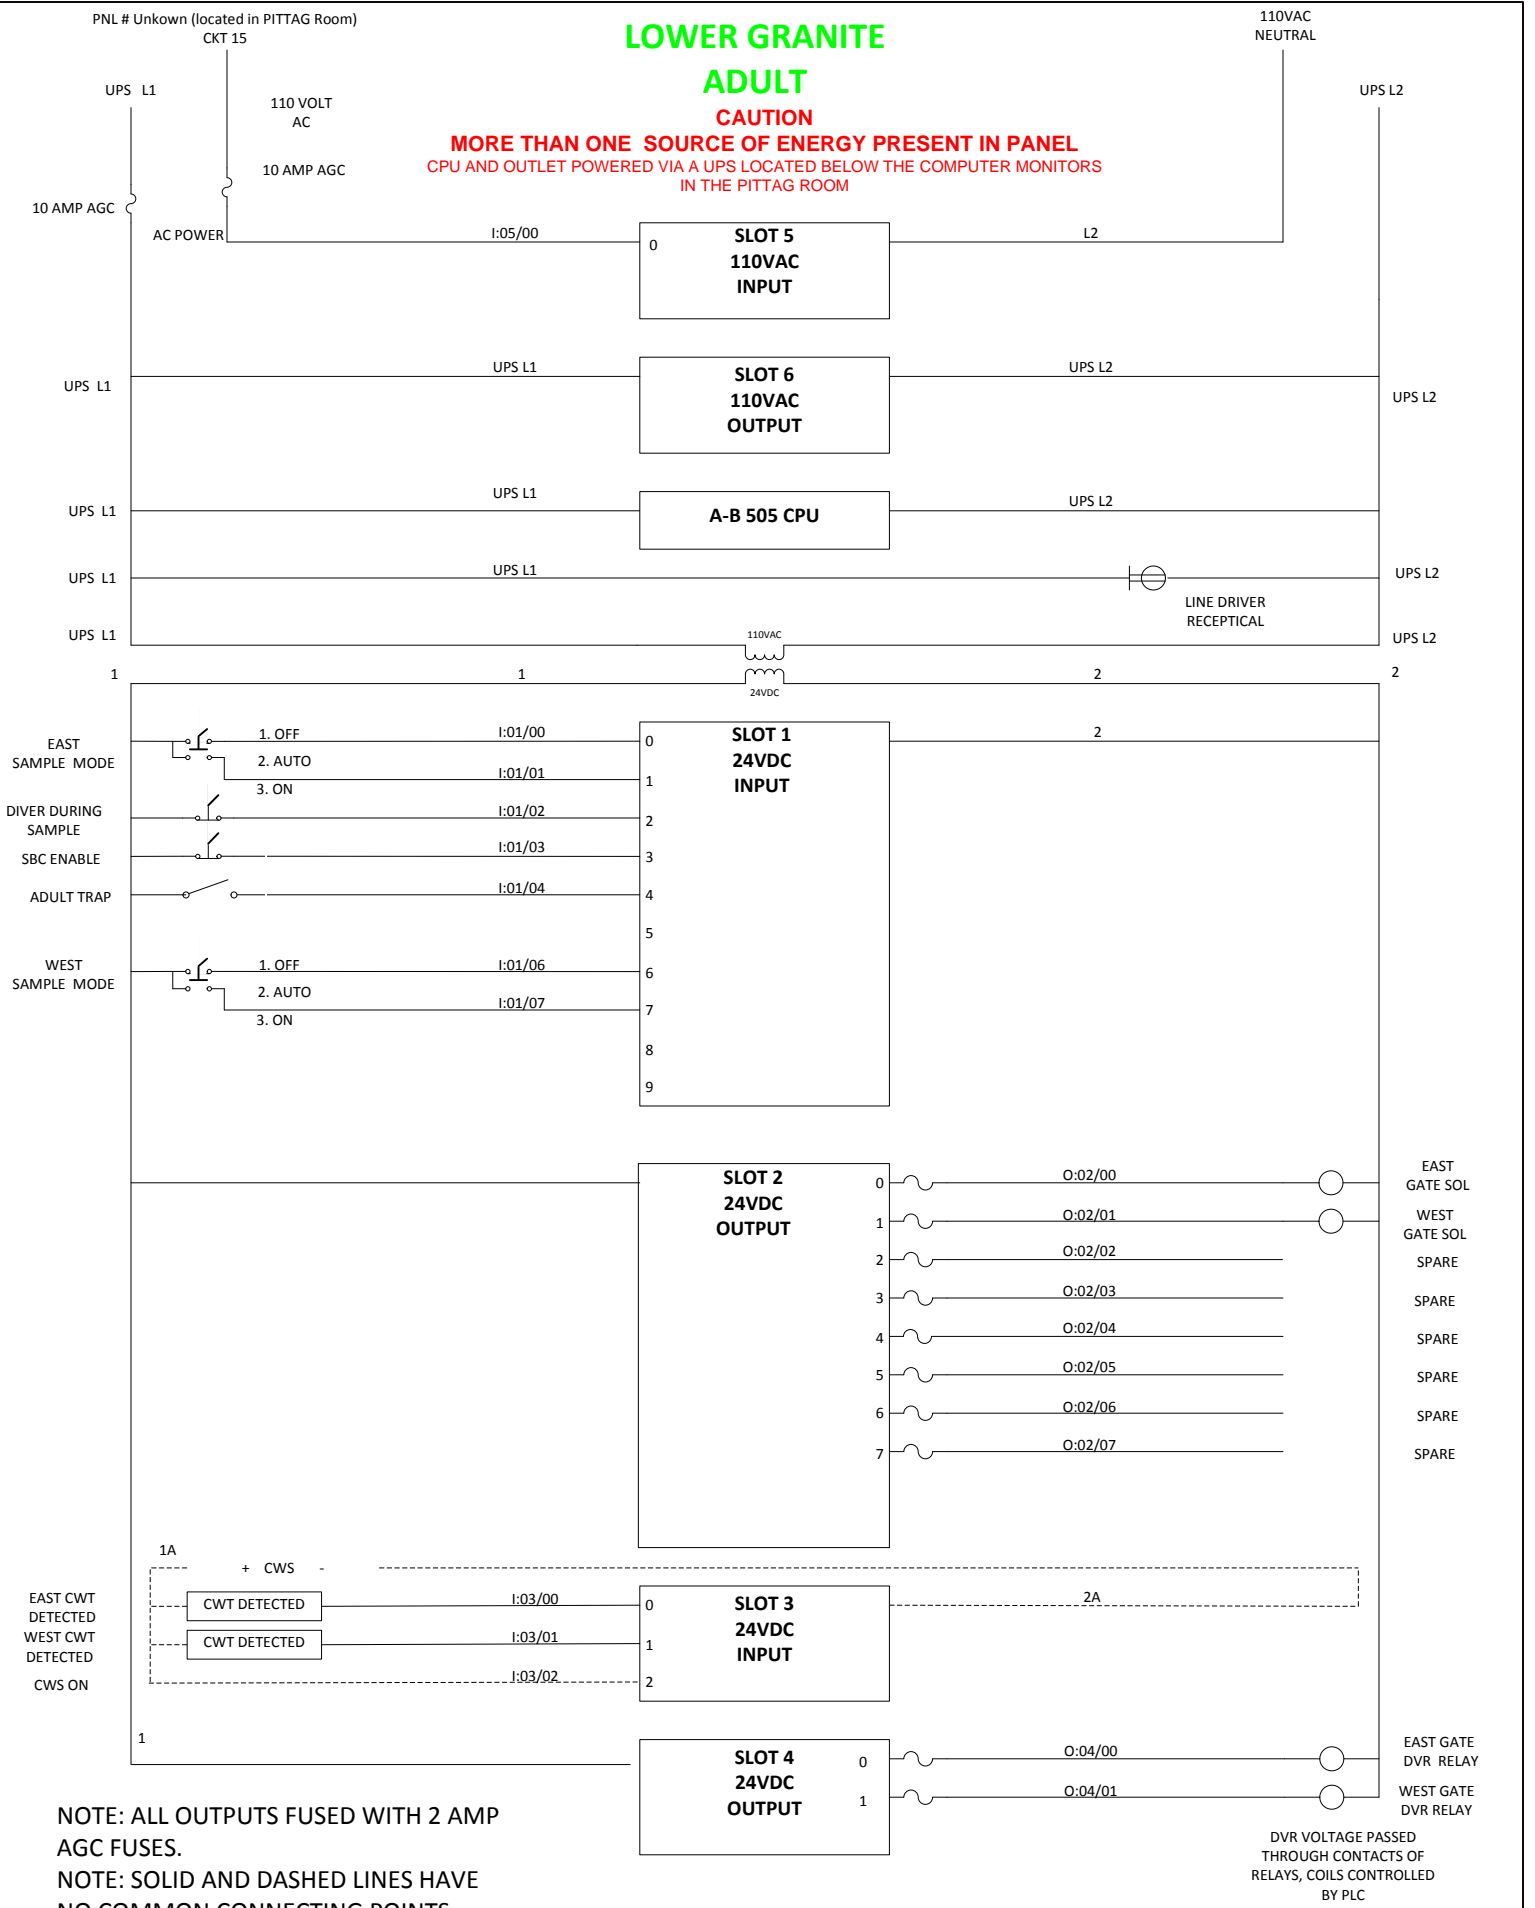 PNL # Unkown (located in PITTAG Room)
CKT 15
LOWER GRANITE
ADULT
110VAC
NEUTRAL
UPS L1
110 VOLT
AC
UPS L2
CAUTION
MORE THAN ONE SOURCE OF ENERGY PRESENT IN PANEL
CPU AND OUTLET POWERED VIA A UPS LOCATED BELOW THE COMPUTER MONITORS
IN THE PITTAG ROOM
10 AMP AGC
10 AMP AGC
AC POWER
I:05/00
0
SLOT 5
110VAC
INPUT
L2
UPS L1
UPS L1
SLOT 6
110VAC
OUTPUT
UPS L2
UPS L2
UPS L1
UPS L1
A-B 505 CPU
UPS L2
UPS L2
UPS L1
UPS L1
LINE DRIVER
RECEPTICAL
UPS L2
UPS L1
110VAC
UPS L2
1
1
24VDC
2
2
EAST
SAMPLE MODE
1. OFF
2. AUTO
3. ON
I:01/00
I:01/01
0
1
SLOT 1
24VDC
INPUT
2
DIVER DURING
SAMPLE
I:01/02
2
SBC ENABLE
I:01/03
3
ADULT TRAP
I:01/04
4
5
WEST
SAMPLE MODE
1. OFF
2. AUTO
3. ON
I:01/06
I:01/07
6
7
8
9
SLOT 2
24VDC
OUTPUT
0
O:02/00
EAST
GATE SOL
1
O:02/01
WEST
GATE SOL
2
O:02/02
SPARE
3
O:02/03
SPARE
4
O:02/04
SPARE
5
O:02/05
SPARE
6
O:02/06
SPARE
7
O:02/07
SPARE
1A
+ CWS -
EAST CWT
DETECTED
CWT DETECTED
I:03/00
0
SLOT 3
24VDC
INPUT
2A
WEST CWT
DETECTED
CWT DETECTED
I:03/01
1
CWS ON
I:03/02
2
1
SLOT 4
24VDC
OUTPUT
0
O:04/00
EAST GATE
DVR RELAY
1
O:04/01
WEST GATE
DVR RELAY
DVR VOLTAGE PASSED
THROUGH CONTACTS OF
RELAYS, COILS CONTROLLED
BY PLC
NOTE: ALL OUTPUTS FUSED WITH 2 AMP
AGC FUSES.
NOTE: SOLID AND DASHED LINES HAVE
NO COMMON CONNECTING POINTS